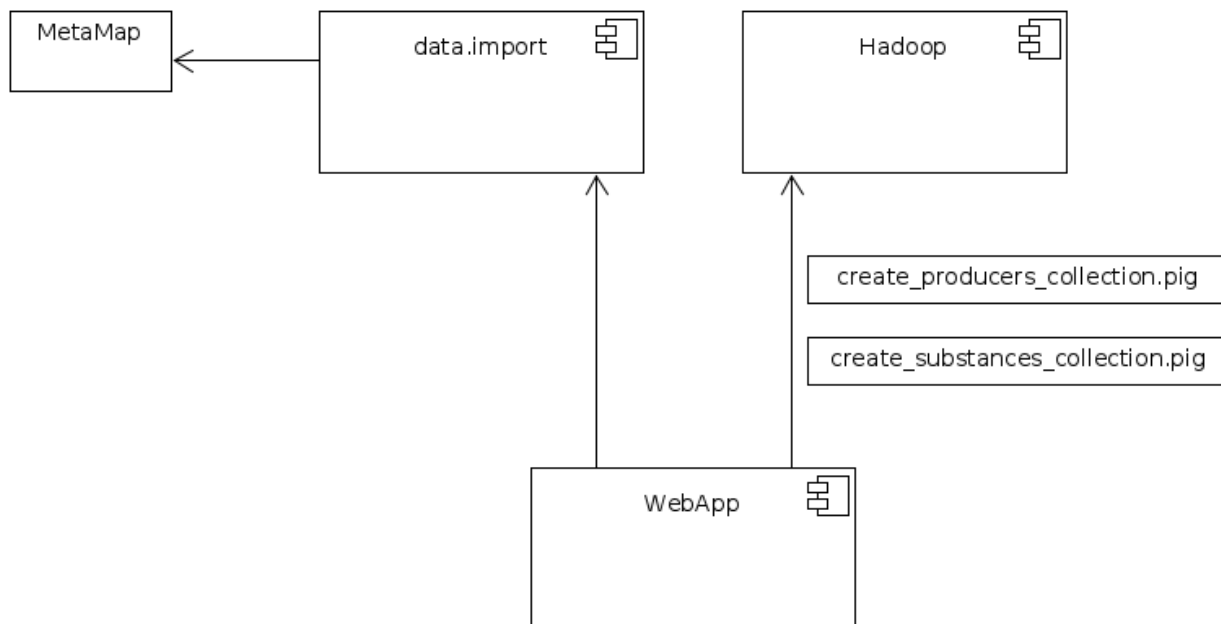 MetaMap
data.import
Hadoop
create_producers_collection.pig
create_substances_collection.pig
WebApp